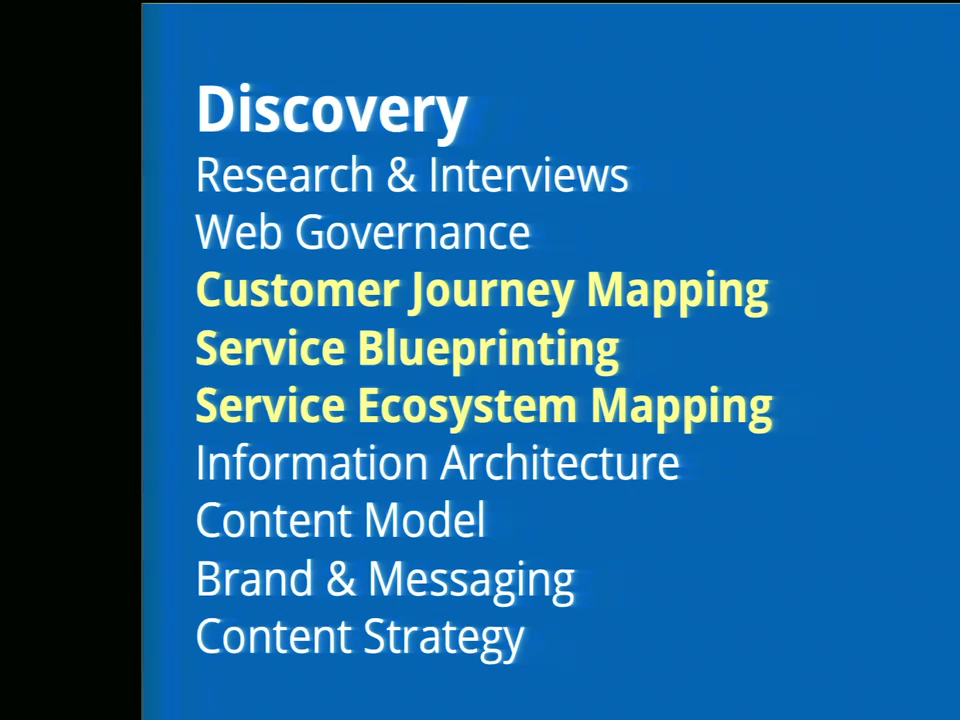 Discovery
Research & Interviews
Web Governance
Customer Journey Mapping
Service Blueprinting
Service Ecosystem Mapping
Information Architecture
Content Model
Brand & Messaging
Content Strategy